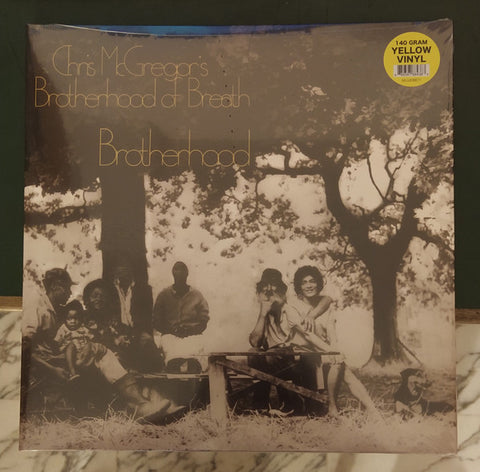 Chris McGregor's
Brotherhood of Breath
Brotherhood
140 GRAM
YELLOW
VINYL